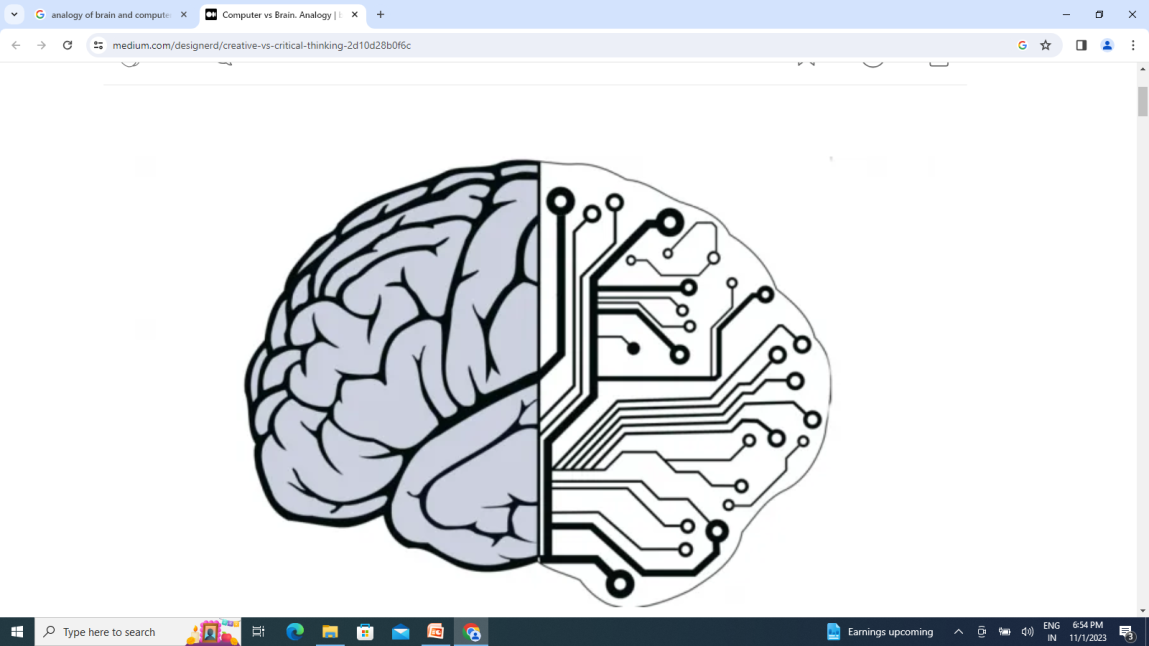 analogy of brain and compute
Computer vs Brain. Analogy |
medium.com/designerd/creative-vs-critical-thinking-2d10d28b0f6c
Type here to search
Earnings upcoming
ENG
IN
6:54 PM
11/1/2023
3